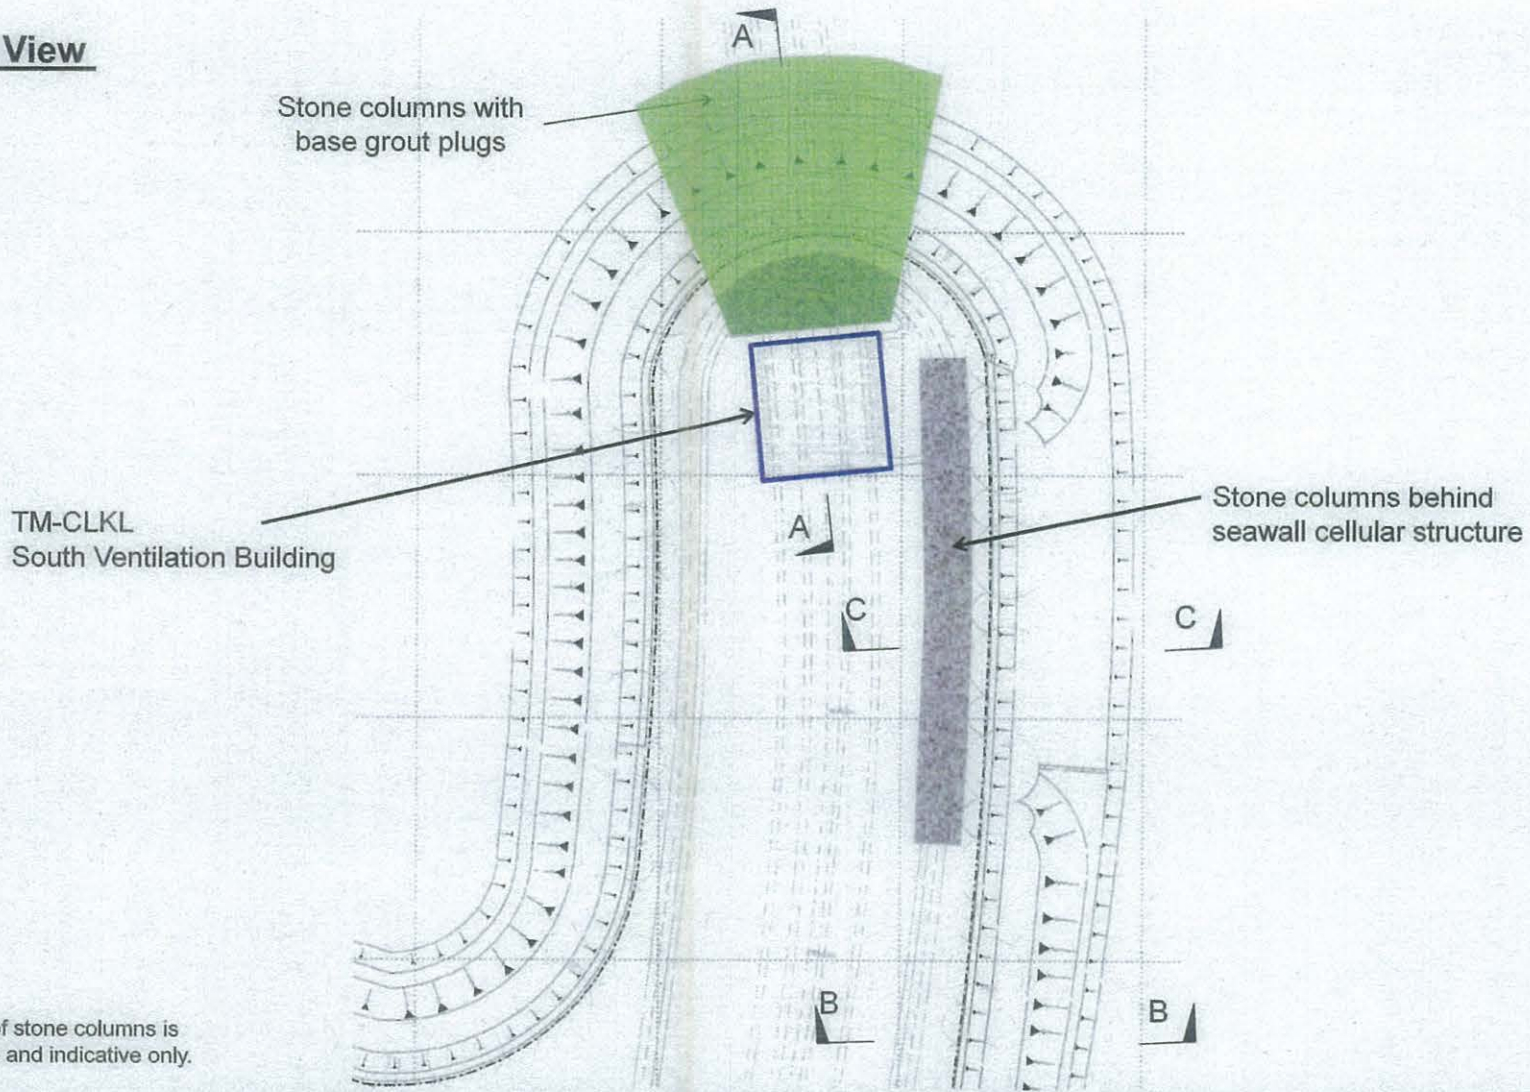 View
A
Stone columns with
base grout plugs
TM-CLKL
South Ventilation Building
A
Stone columns behind
seawall cellular structure
C
C
B
B
of stone columns is
and indicative only.